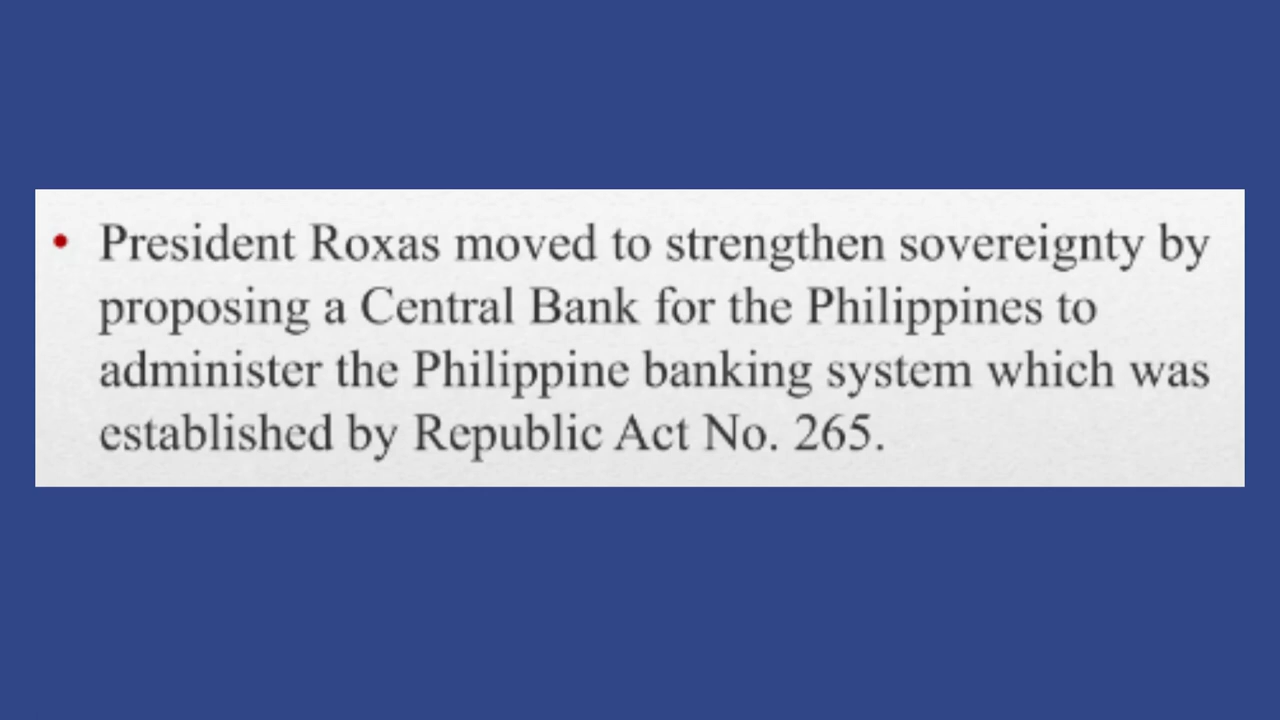 • President Roxas moved to strengthen sovereignty by
proposing a Central Bank for the Philippines to
administer the Philippine banking system which was
established by Republic Act No. 265.